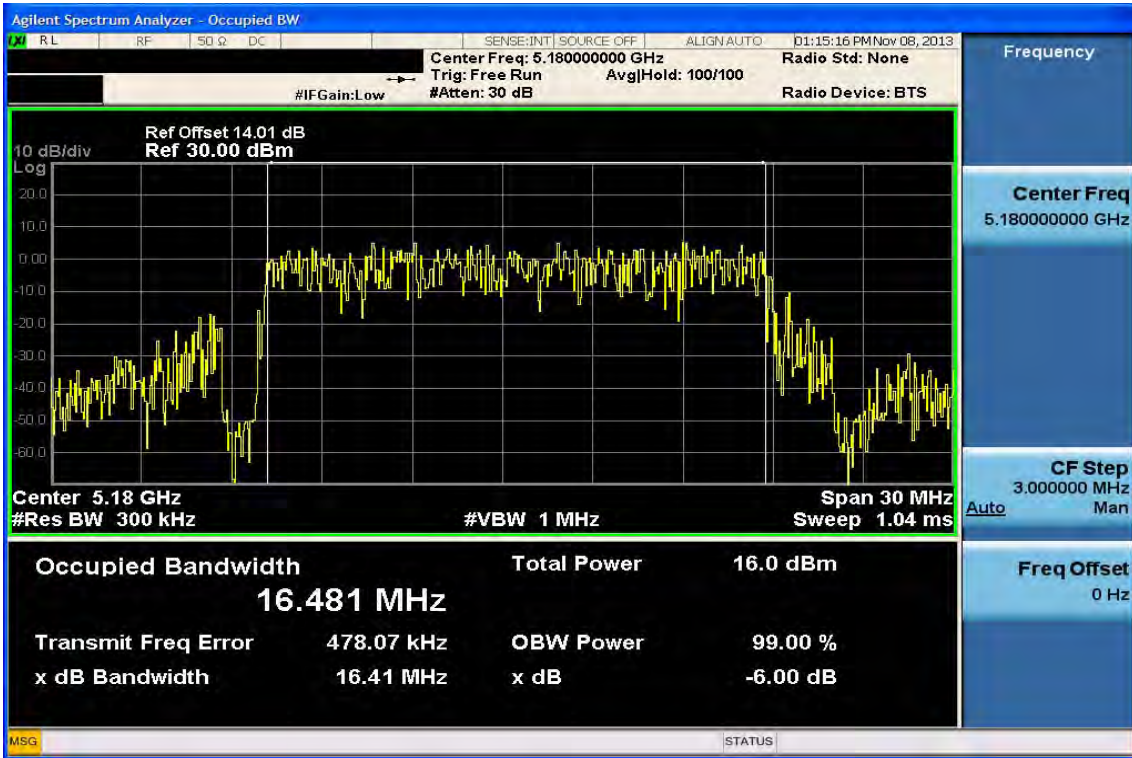 Agilent Spectrum Analyzer - Occupied BW
LXI RL RF 50 Ω DC SENSE:INT SOURCE OFF ALIGN AUTO 01:15:16 PM Nov 08, 2013
Center Freq: 5.180000000 GHz Radio Std: None
Trig: Free Run Avg|Hold: 100/100
#IFGain:Low #Atten: 30 dB Radio Device: BTS
Ref Offset 14.01 dB
10 dB/div Ref 30.00 dBm
Log
20.0
10.0
0.00
-10.0
-20.0
-30.0
-40.0
-50.0
-60.0
Center 5.18 GHz Span 30 MHz
#Res BW 300 kHz #VBW 1 MHz Sweep 1.04 ms
Occupied Bandwidth Total Power 16.0 dBm
16.481 MHz
Transmit Freq Error 478.07 kHz OBW Power 99.00 %
x dB Bandwidth 16.41 MHz x dB -6.00 dB
MSG STATUS
Frequency
Center Freq
5.180000000 GHz
CF Step
3.000000 MHz
Auto Man
Freq Offset
0 Hz